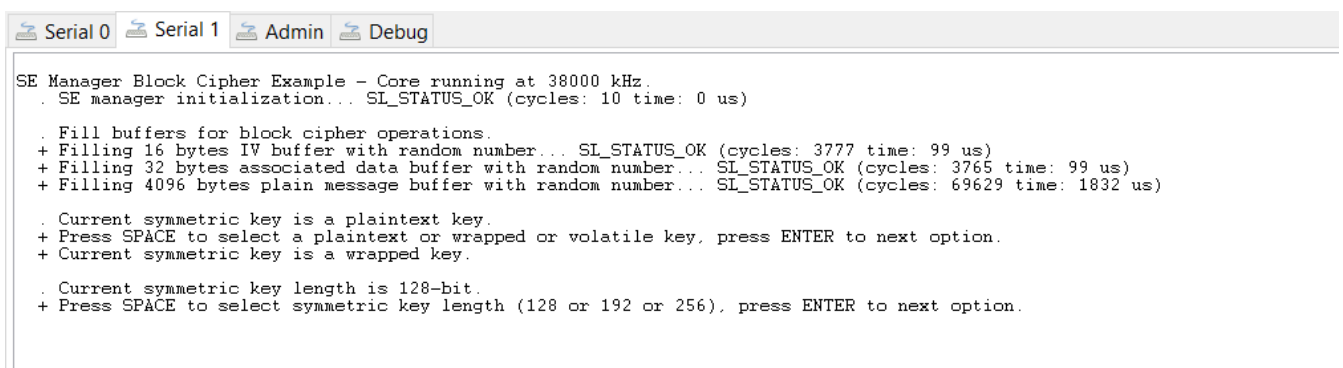 Serial 0 Serial 1 Admin Debug
SE Manager Block Cipher Example - Core running at 38000 kHz.
. SE manager initialization... SL_STATUS_OK (cycles: 10 time: 0 us)
. Fill buffers for block cipher operations.
+ Filling 16 bytes IV buffer with random number... SL_STATUS_OK (cycles: 3777 time: 99 us)
+ Filling 32 bytes associated data buffer with random number... SL_STATUS_OK (cycles: 3765 time: 99 us)
+ Filling 4096 bytes plain message buffer with random number... SL_STATUS_OK (cycles: 69629 time: 1832 us)
. Current symmetric key is a plaintext key.
+ Press SPACE to select a plaintext or wrapped or volatile key, press ENTER to next option.
+ Current symmetric key is a wrapped key.
. Current symmetric key length is 128-bit.
+ Press SPACE to select symmetric key length (128 or 192 or 256), press ENTER to next option.